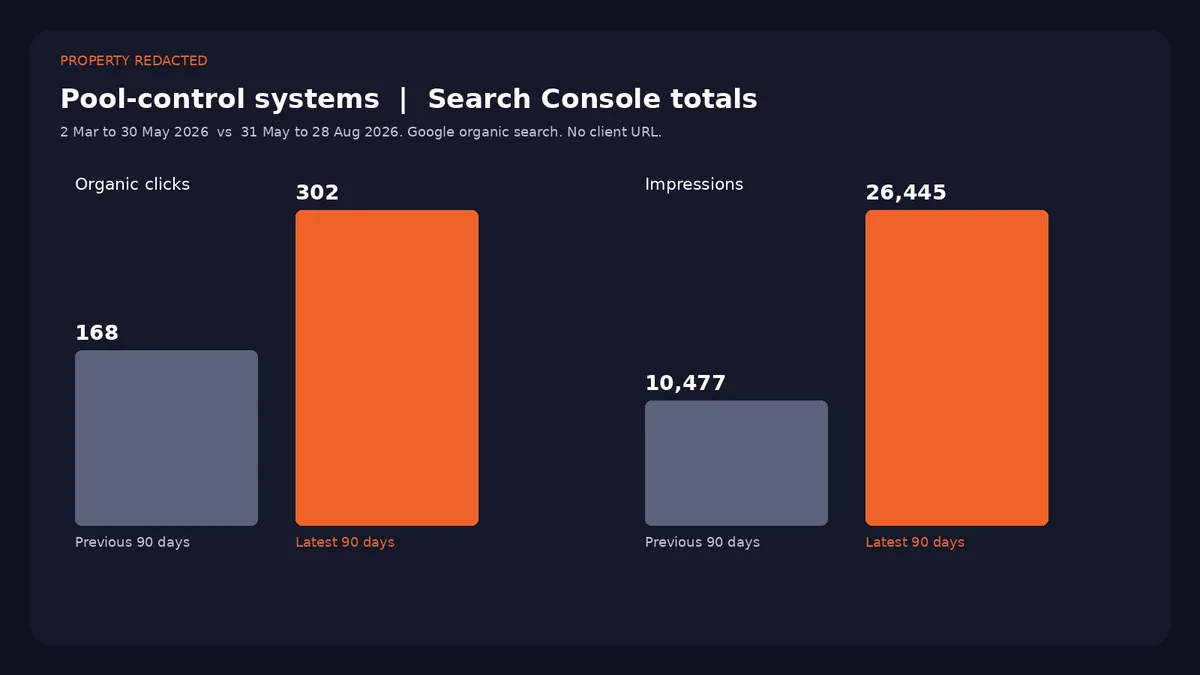 PROPERTY REDACTED
Pool-control systems | Search Console totals
2 Mar to 30 May 2026 vs 31 May to 28 Aug 2026. Google organic search. No client URL.
Organic clicks
302
168
Previous 90 days
Latest 90 days
Impressions
26,445
10,477
Previous 90 days
Latest 90 days